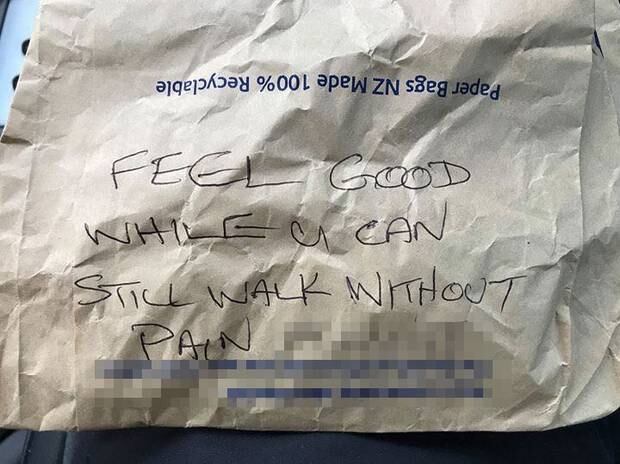 Paper Bags NZ Made 100% Recyclable
FEEL GOOD
WHILE U CAN
STILL WALK WITHOUT
PAIN